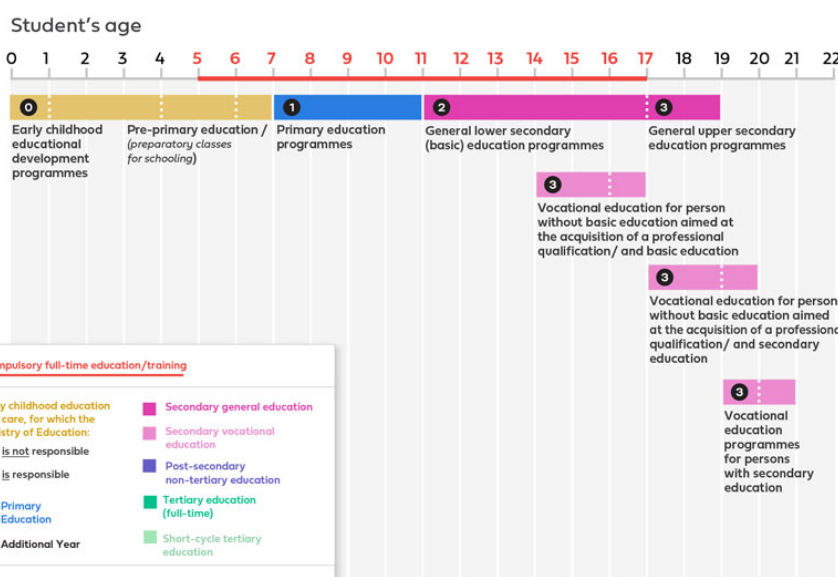 Student's age
0 1 2 3 4 5 6 7 8 9 10 11 12 13 14 15 16 17 18 19 20 21 22
0
1
2
3
Early childhood
educational
development
programmes
Pre-primary education /
(preparatory classes
for schooling)
Primary education
programmes
General lower secondary
(basic) education programmes
General upper secondary
education programmes
3
Vocational education for person
without basic education aimed at
the acquisition of a professional
qualification/ and basic education
3
Vocational education for person
without basic education aimed
at the acquisition of a
qualification/ and secondary
education
3
Vocational
education
programmes
for persons
with secondary
education
full-time education/training
childhood education
care, for which the
of Education:
is not responsible
is responsible
Primary
Education
Additional Year
Secondary general education
Secondary vocational
education
Post-secondary
non-tertiary education
Tertiary education
(full-time)
Short-cycle tertiary
education